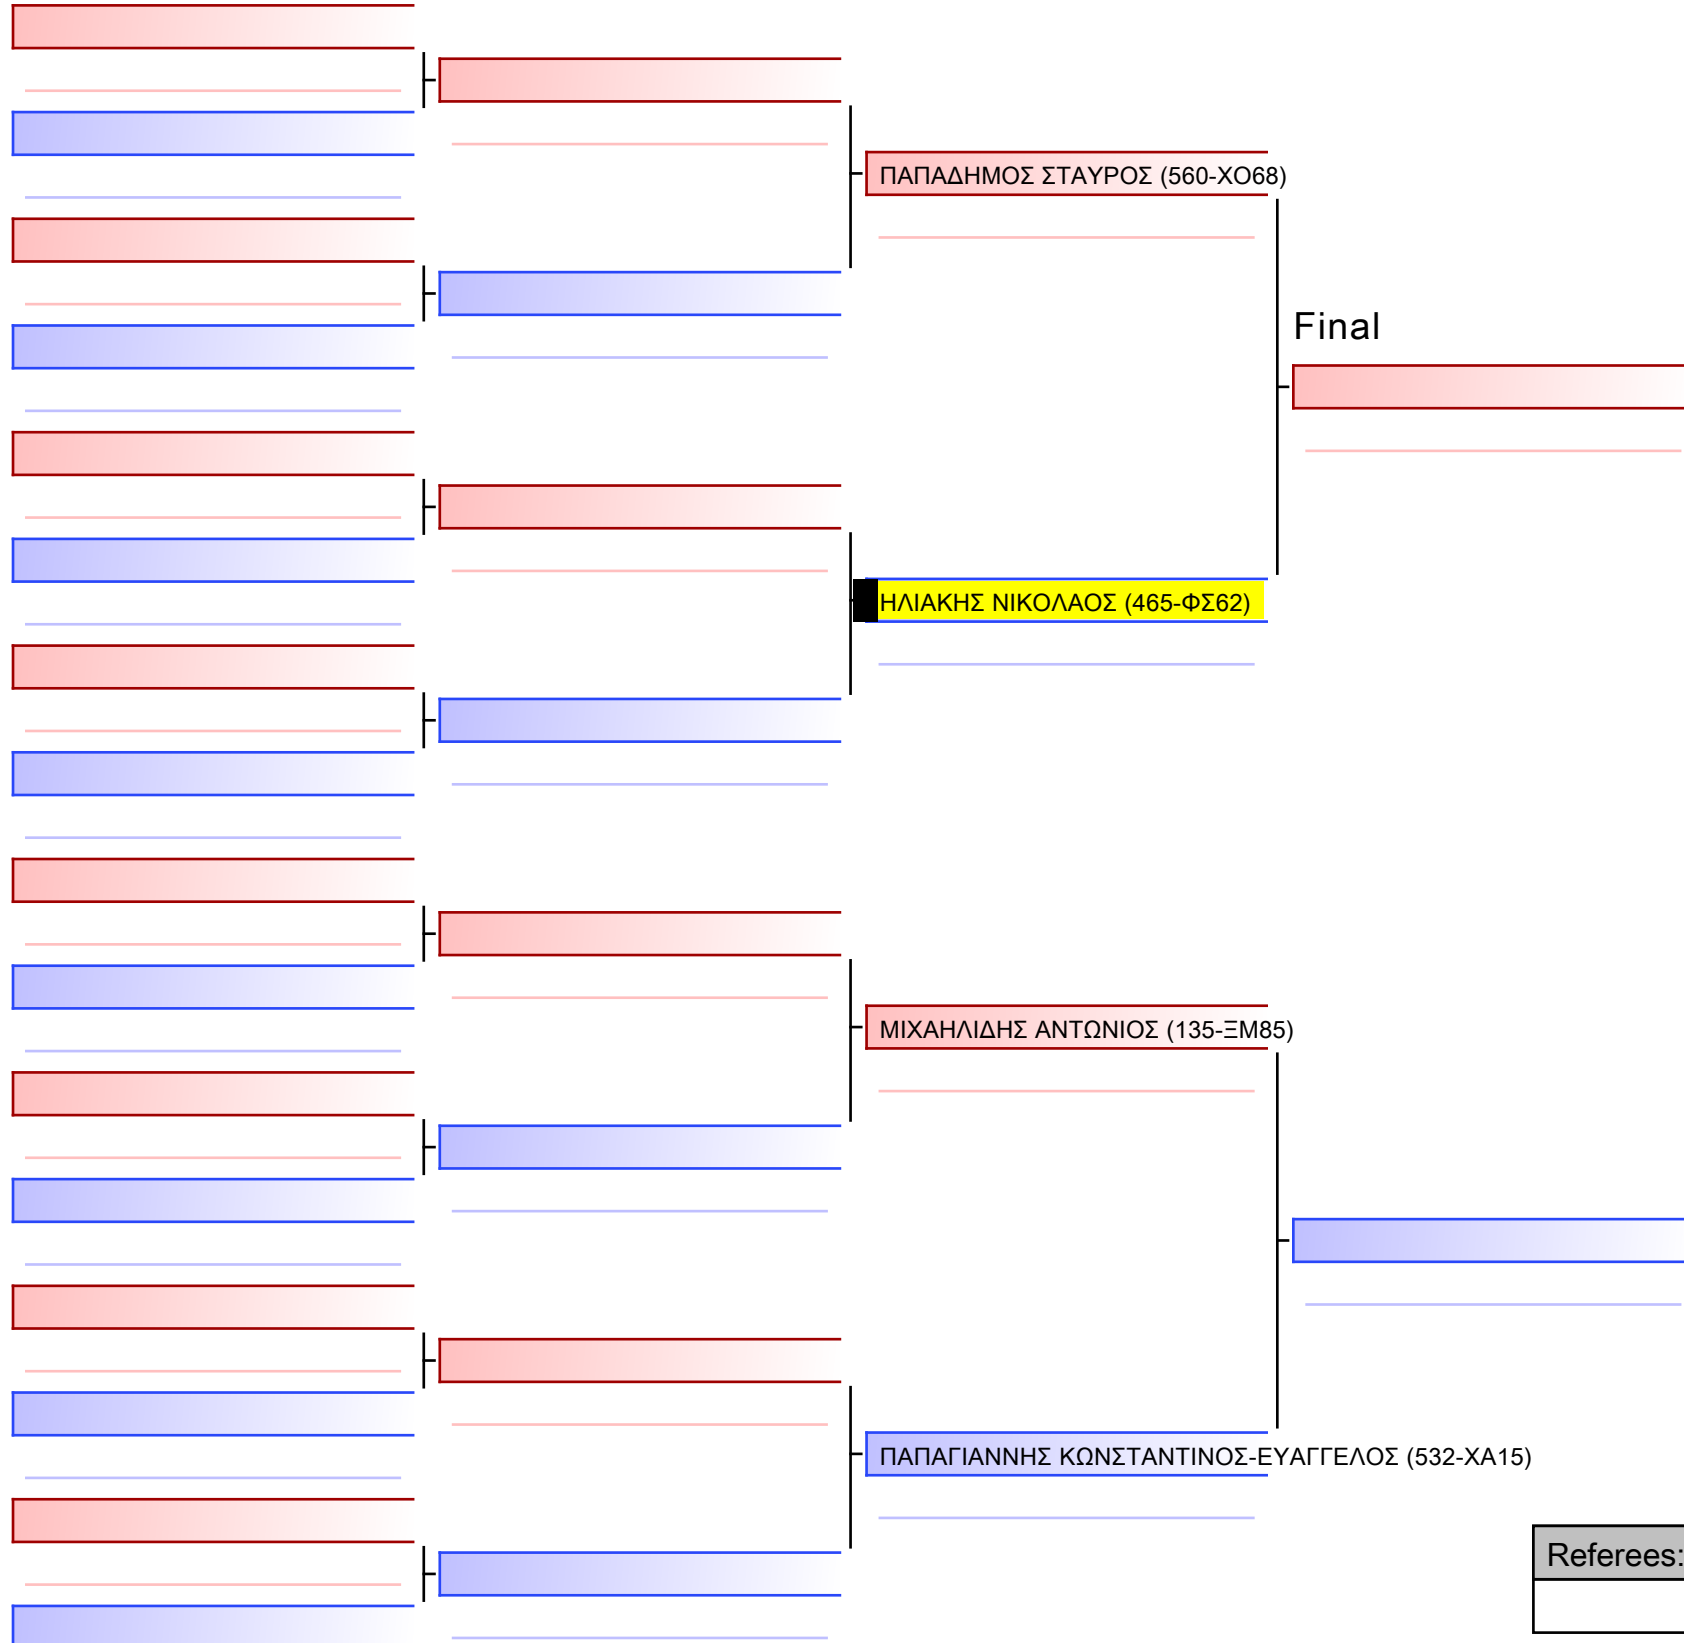 ΠΑΠΑΔΗΜΟΣ ΣΤΑΥΡΟΣ (560-ΧΟ68)
Final
ΗΛΙΑΚΗΣ ΝΙΚΟΛΑΟΣ (465-ΦΣ62)
ΜΙΧΑΗΛΙΔΗΣ ΑΝΤΩΝΙΟΣ (135-ΞΜ85)
ΠΑΠΑΓΙΑΝΝΗΣ ΚΩΝΣΤΑΝΤΙΝΟΣ-ΕΥΑΓΓΕΛΟΣ (532-ΧΑ15)
Referees: